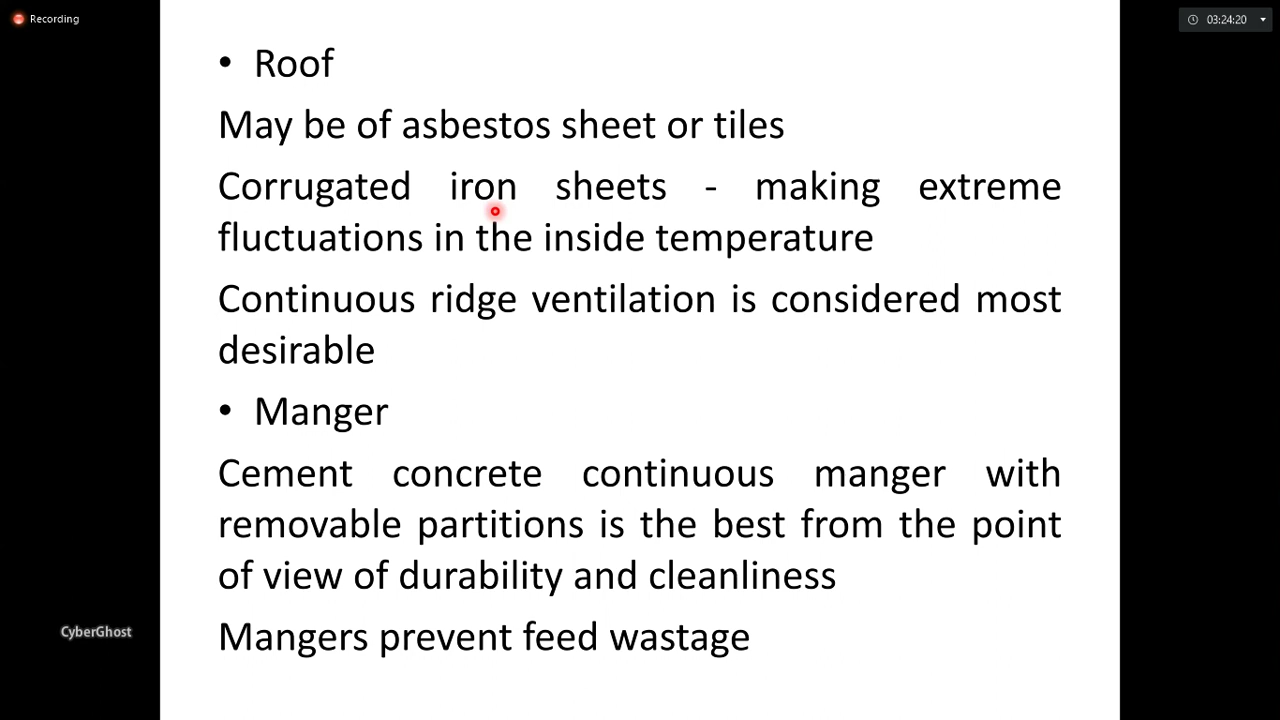 Recording
03:24:20
• Roof
May be of asbestos sheet or tiles
Corrugated iron sheets - making extreme
fluctuations in the inside temperature
Continuous ridge ventilation is considered most
desirable
• Manger
Cement concrete continuous manger with
removable partitions is the best from the point
of view of durability and cleanliness
CyberGhost
Mangers prevent feed wastage